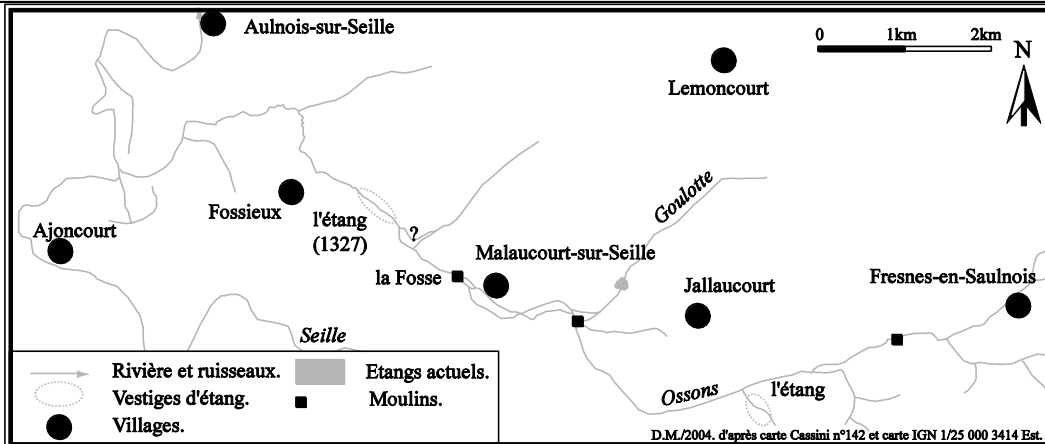 Aulnois-sur-Seille
0 1km 2km
N
Lemoncourt
Goulotte
Fossieux
l'étang
(1327)
?
Ajoncourt
Malaucourt-sur-Seille
la Fosse
Jallaucourt
Fresnes-en-Saulnois
Seille
Ossons
l'étang
Rivière et ruisseaux.
Etangs actuels.
Vestiges d'étang.
Moulins.
Villages.
D.M./2004. d'après carte Cassini n°142 et carte IGN 1/25 000 3414 Est.